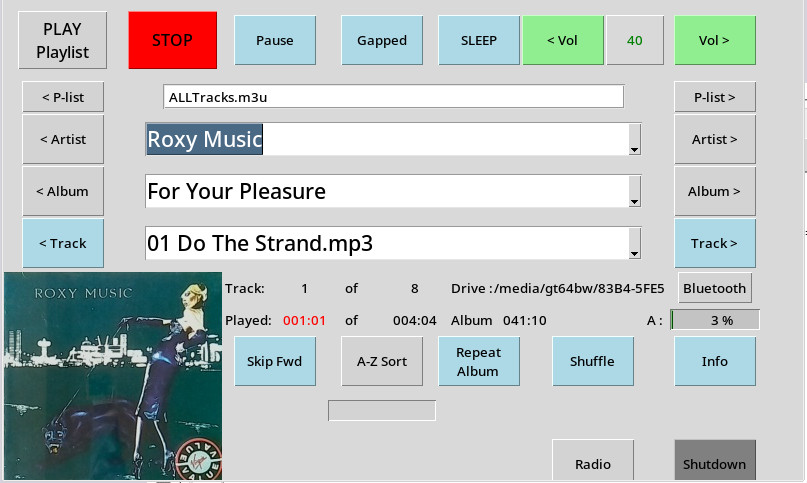 PLAY
Playlist
STOP
Pause
Gapped
SLEEP
< Vol
40
Vol >
< P-list
ALLTracks.m3u
P-list >
< Artist
Roxy Music
Artist >
< Album
For Your Pleasure
Album >
< Track
01 Do The Strand.mp3
Track >
ROXY MUSIC
Track: 1 of 8 Drive :/media/gt64bw/83B4-5FE5
Bluetooth
Played: 001:01 of 004:04 Album 041:10 A : 3 %
Skip Fwd
A-Z Sort
Repeat
Album
Shuffle
Info
VALUE
Virgin
VALUE
Radio
Shutdown